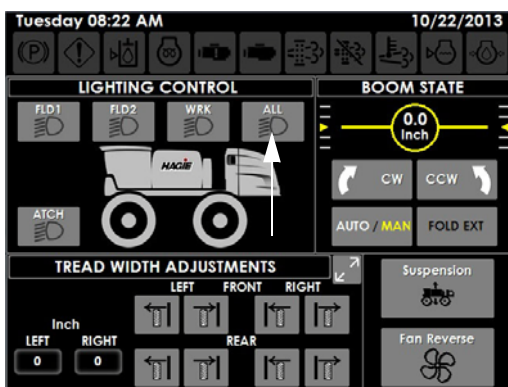 Tuesday 08:22 AM 10/22/2013
(P)
LIGHTING CONTROL
FLD1 FLD2 WRK ALL
HAGIE
ATCH
BOOM STATE
0.0
Inch
CW CCW
AUTO / MAN FOLD EXT
TREAD WIDTH ADJUSTMENTS
LEFT FRONT RIGHT
Inch
LEFT RIGHT
REAR
0 0
Suspension
Fan Reverse